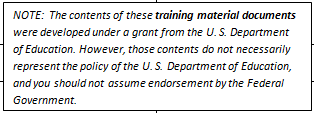 NOTE:  The contents of these training material documents
were developed under a grant from the U. S. Department
of Education. However, those contents do not necessarily
represent the policy of the U. S. Department of Education,
and you should not assume endorsement by the Federal
Government.